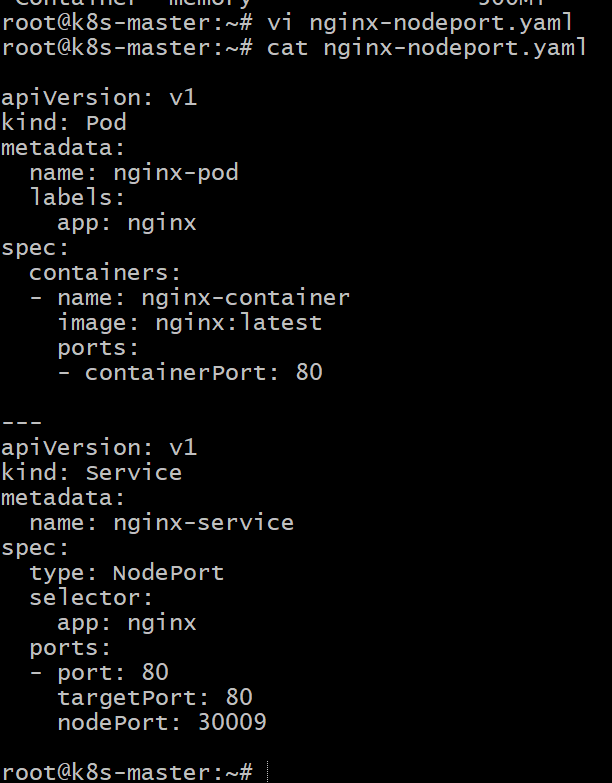 Container  memory  300Mi
root@k8s-master:~# vi nginx-nodeport.yaml
root@k8s-master:~# cat nginx-nodeport.yaml

apiVersion: v1
kind: Pod
metadata:
  name: nginx-pod
  labels:
    app: nginx
spec:
  containers:
  - name: nginx-container
    image: nginx:latest
    ports:
    - containerPort: 80

---
apiVersion: v1
kind: Service
metadata:
  name: nginx-service
spec:
  type: NodePort
  selector:
    app: nginx
  ports:
  - port: 80
    targetPort: 80
    nodePort: 30009

root@k8s-master:~#